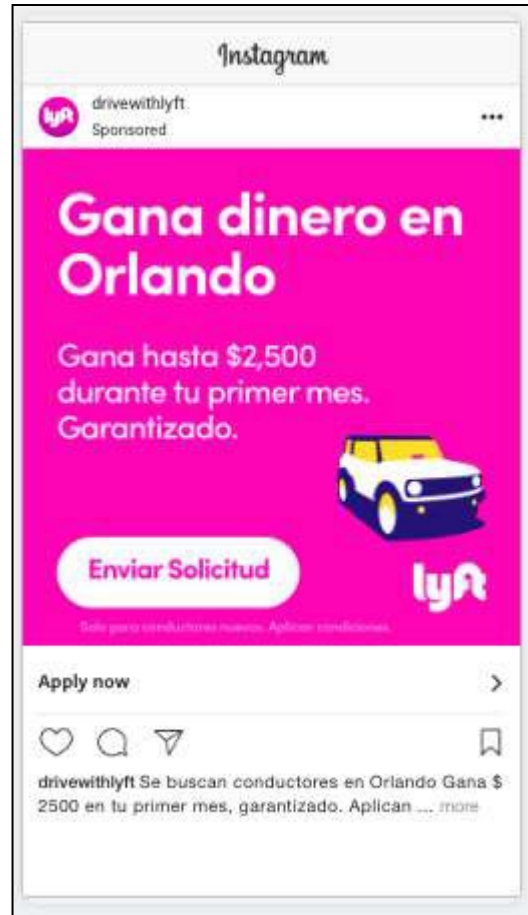 Instagram
lyft
drivewithlyft
Sponsored
Gana dinero en
Orlando
Gana hasta $2,500
durante tu primer mes.
Garantizado.
Enviar Solicitud
lyft
Solo para conductores nuevos. Aplican condiciones.
Apply now
drivewithlyft Se buscan conductores en Orlando Gana $
2500 en tu primer mes, garantizado. Aplican ... more